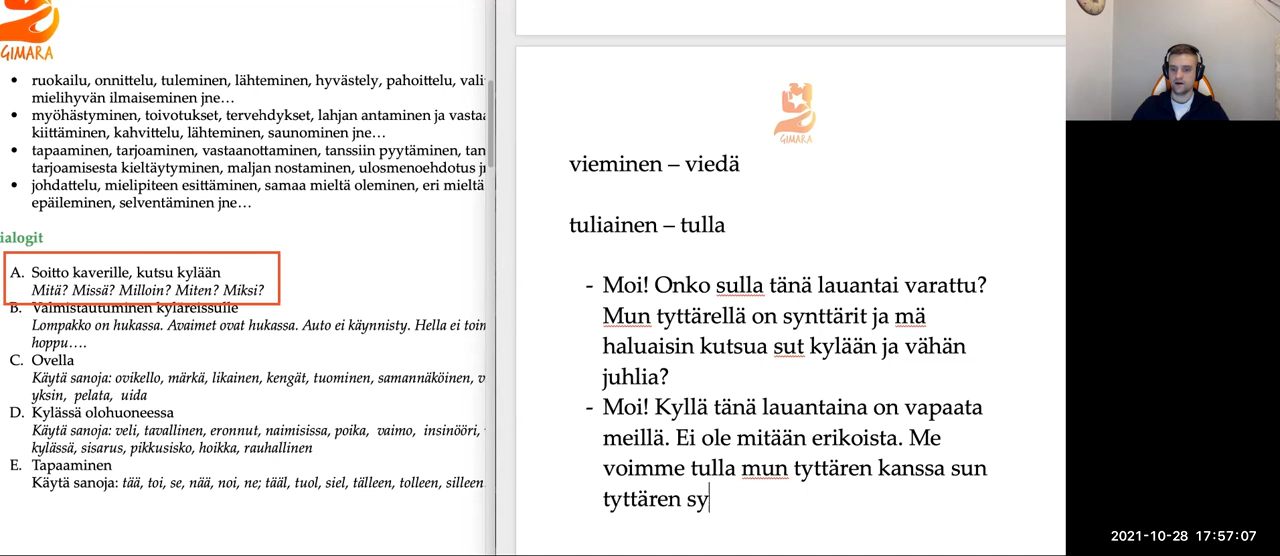 GIMARA
ruokailu, onnittelu, tuleminen, lähteminen, hyvästely, pahoittelu, vali
mielihyvän ilmaiseminen jne…
myöhästyminen, toivotukset, tervehdykset, lahjan antaminen ja vastaa
kiittäminen, kahvittelu, lähteminen, saunominen jne…
tapaaminen, tarjoaminen, vastaanottaminen, tanssiin pyytäminen, tan
tarjoamisesta kieltäytyminen, maljan nostaminen, ulosmenoehdotus j
johdattelu, mielipiteen esittäminen, samaa mieltä oleminen, eri mieltä
epäileminen, selventäminen jne…
ialogit
A. Soitto kaverille, kutsu kylään
Mitä? Missä? Milloin? Miten? Miksi?
B. Valmistautuminen kyläreissulle
Lompakko on hukassa. Avaimet ovat hukassa. Auto ei käynnisty. Hella ei toim
hoppu….
C. Ovella
Käytä sanoja: ovikello, märkä, likainen, kengät, tuominen, samannäköinen, v
yksin, pelata, uida
D. Kylässä olohuoneessa
Käytä sanoja: veli, tavallinen, eronnut, naimisissa, poika, vaimo, insinööri,
kylässä, sisarus, pikkusisko, hoikka, rauhallinen
E. Tapaaminen
Käytä sanoja: tää, toi, se, nää, noi, ne; tääl, tuol, siel, tälleen, tolleen, silleen
GIMARA
vieminen – viedä
tuliainen – tulla
- Moi! Onko sulla tänä lauantai varattu?
Mun tyttärellä on synttärit ja mä
haluaisin kutsua sut kylään ja vähän
juhlia?
- Moi! Kyllä tänä lauantaina on vapaata
meillä. Ei ole mitään erikoista. Me
voimme tulla mun tyttären kanssa sun
tyttären sy
2021-10-28 17:57:07